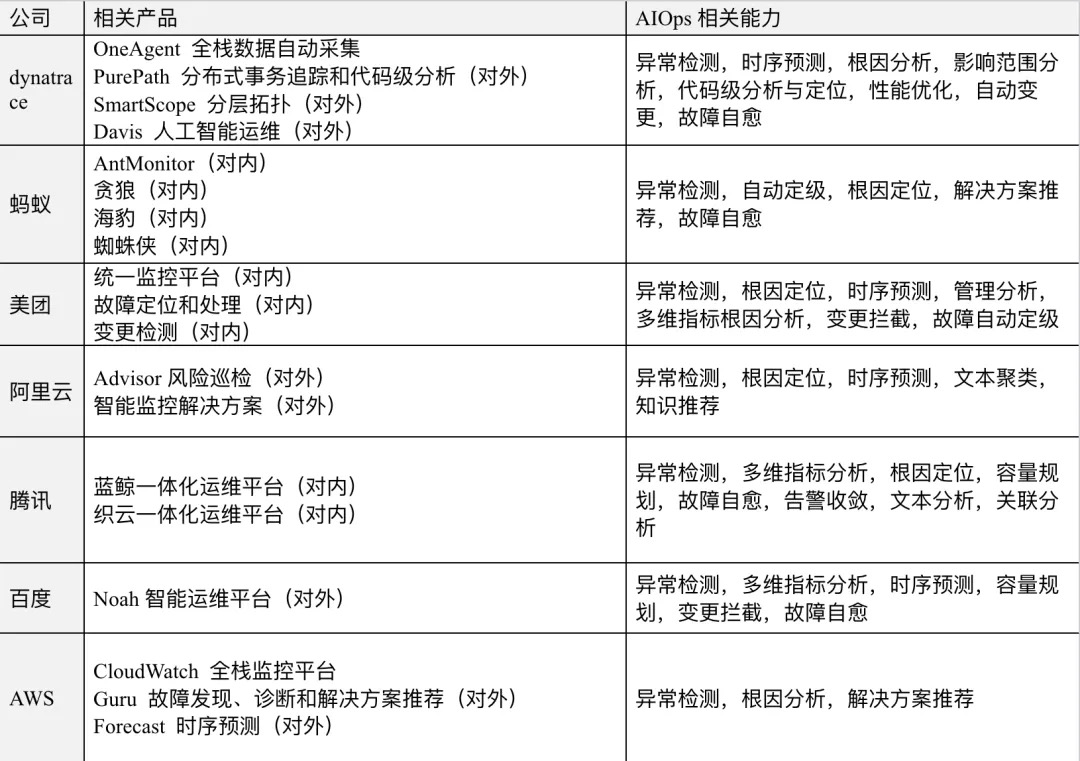 公司
相关产品
AIOps 相关能力
dynatra
ce
OneAgent 全栈数据自动采集
PurePath 分布式事务追踪和代码级分析（对外）
SmartScope 分层拓扑（对外）
Davis 人工智能运维（对外）
异常检测，时序预测，根因分析，影响范围分
析，代码级分析与定位，性能优化，自动变
更，故障自愈
蚂蚁
AntMonitor（对内）
贪狼（对内）
海豹（对内）
蜘蛛侠（对内）
异常检测，自动定级，根因定位，解决方案推
荐，故障自愈
美团
统一监控平台（对内）
故障定位和处理（对内）
变更检测（对内）
异常检测，根因定位，时序预测，管理分析，
多维指标根因分析，变更拦截，故障自动定级
阿里云
Advisor 风险巡检（对外）
智能监控解决方案（对外）
异常检测，根因定位，时序预测，文本聚类，
知识推荐
腾讯
蓝鲸一体化运维平台（对内）
织云一体化运维平台（对内）
异常检测，多维指标分析，根因定位，容量规
划，故障自愈，告警收敛，文本分析，关联分
析
百度
Noah 智能运维平台（对外）
异常检测，多维指标分析，时序预测，容量规
划，变更拦截，故障自愈
AWS
CloudWatch 全栈监控平台
Guru 故障发现、诊断和解决方案推荐（对外）
Forecast 时序预测（对外）
异常检测，根因分析，解决方案推荐